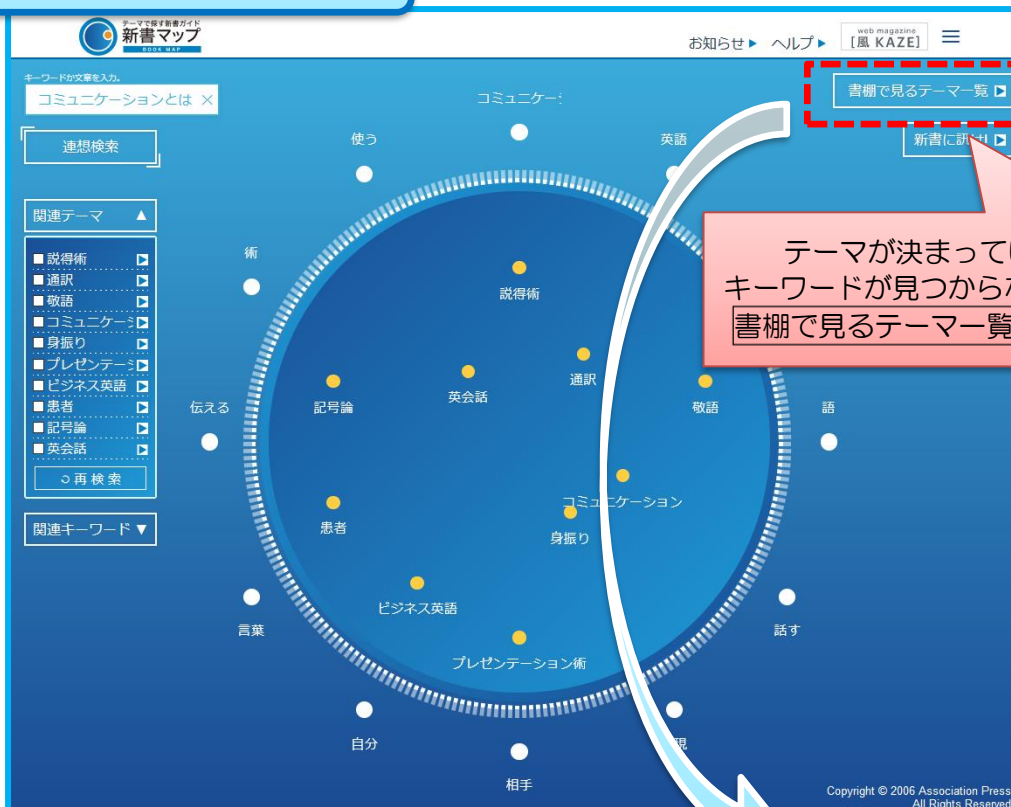 テーマで探す新書ガイド
新書マップ
BOOK MAP
お知らせ▶ ヘルプ▶
web magazine
[風 KAZE]
キーワードか文章を入力。
コミュニケーションとは ×
連想検索
書棚で見るテーマ一覧
新書に訊け!
関連テーマ ▲
説得術
通訳
敬語
コミュニケーシ
身振り
プレゼンテーシ
ビジネス英語
患者
記号論
英会話
再検索
関連キーワード ▼
コミュニケー
使う
英語
術
伝える
語
言葉
話す
自分
現
相手
説得術
通訳
英会話
記号論
敬語
コミュニケーション
患者
身振り
ビジネス英語
プレゼンテーション術
テーマが決まって
キーワードが見つから
書棚で見るテーマ一覧
Copyright © 2006 Association Press
All Rights Reserved